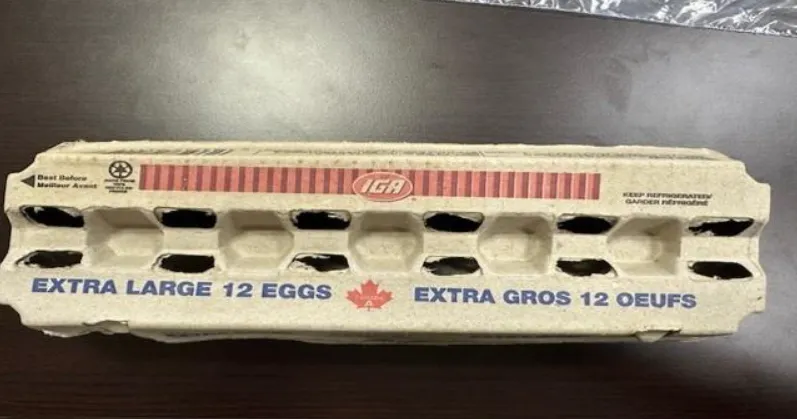 Best Before
Meilleur Avant
IGA
KEEP REFRIGERATED/
GARDER RÉFRIGÉRÉ
EXTRA LARGE 12 EGGS
A
EXTRA GROS 12 OEUFS